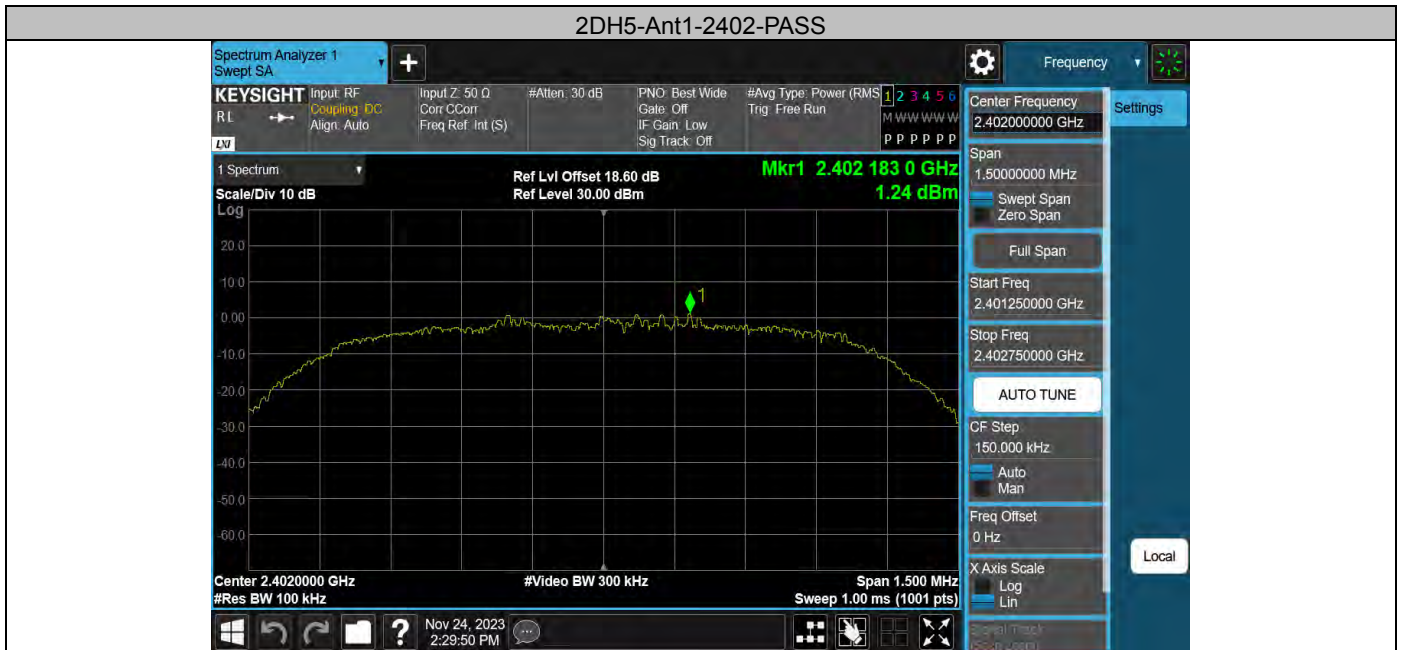 2DH5-Ant1-2402-PASS
Spectrum Analyzer 1
Swept SA
+
Frequency
KEYSIGHT
RL
LXI
Input: RF
Coupling: DC
Align: Auto
Input Z: 50 Ω
Corr CCorr
Freq Ref: Int (S)
#Atten: 30 dB
PNO: Best Wide
Gate: Off
IF Gain: Low
Sig Track: Off
#Avg Type: Power (RMS
Trig: Free Run
1 2 3 4 5 6
M W W W W W
P P P P P P
Center Frequency
2.402000000 GHz
Settings
1 Spectrum
Scale/Div 10 dB
Log
Ref Lvl Offset 18.60 dB
Ref Level 30.00 dBm
Mkr1 2.402 183 0 GHz
1.24 dBm
20.0
10.0
0.00
-10.0
-20.0
-30.0
-40.0
-50.0
-60.0
1
Span
1.50000000 MHz
Swept Span
Zero Span
Full Span
Start Freq
2.401250000 GHz
Stop Freq
2.402750000 GHz
AUTO TUNE
CF Step
150.000 kHz
Auto
Man
Freq Offset
0 Hz
X Axis Scale
Log
Lin
Signal Track
(Span Zoom)
Local
Center 2.4020000 GHz
#Res BW 100 kHz
#Video BW 300 kHz
Span 1.500 MHz
Sweep 1.00 ms (1001 pts)
?
Nov 24, 2023
2:29:50 PM